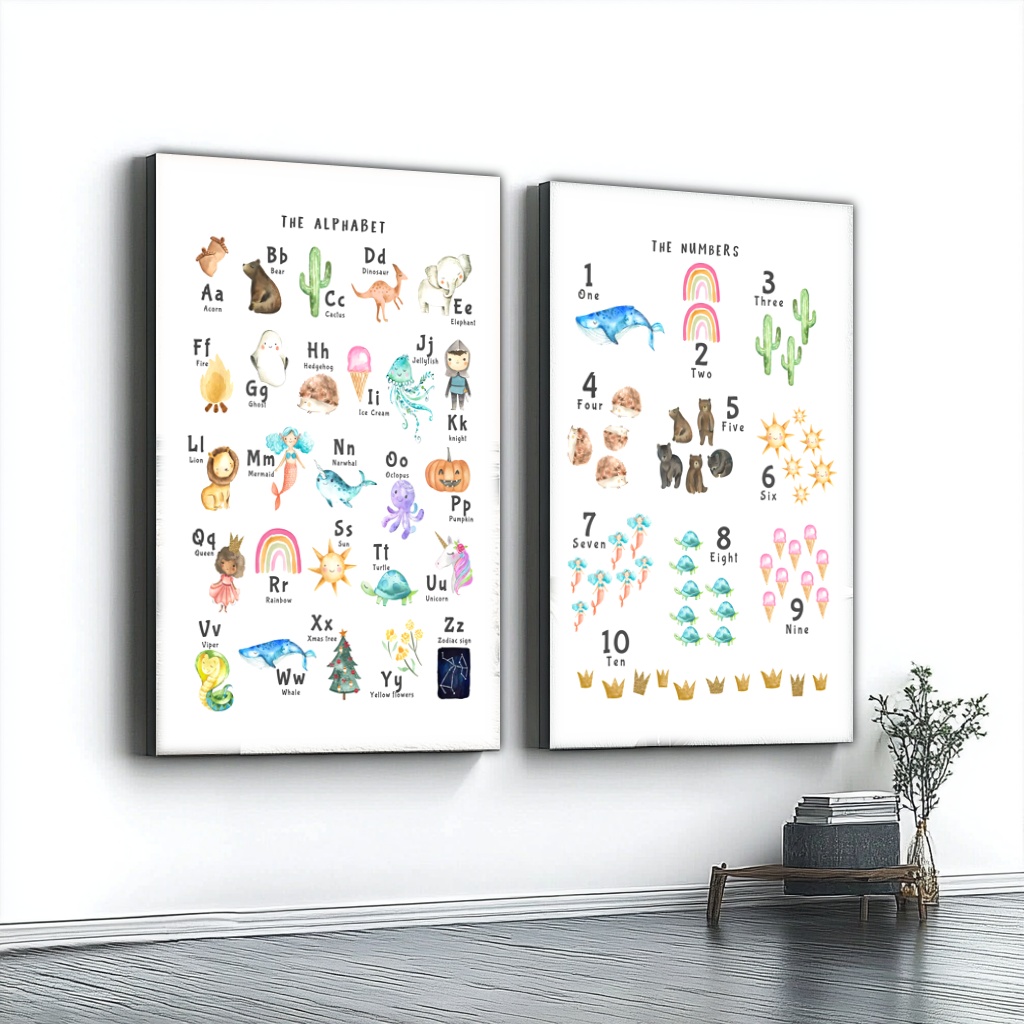 THE ALPHABET
Aa
Acorn
Bb
Bear
Cc
Cactus
Dd
Dinosaur
Ee
Elephant
Ff
Fire
Gg
Ghost
Hh
Hedgehog
Ii
Ice Cream
Jj
Jellyfish
Kk
knight
Ll
Lion
Mm
Mermaid
Nn
Narwhal
Oo
Octopus
Pp
Pumpkin
Qq
Queen
Rr
Rainbow
Ss
Sun
Tt
Turtle
Uu
Unicorn
Vv
Viper
Ww
Whale
Xx
Xmas tree
Yy
Yellow flowers
Zz
Zodiac sign
THE NUMBERS
1
One
2
Two
3
Three
4
Four
5
Five
6
Six
7
Seven
8
Eight
9
Nine
10
Ten